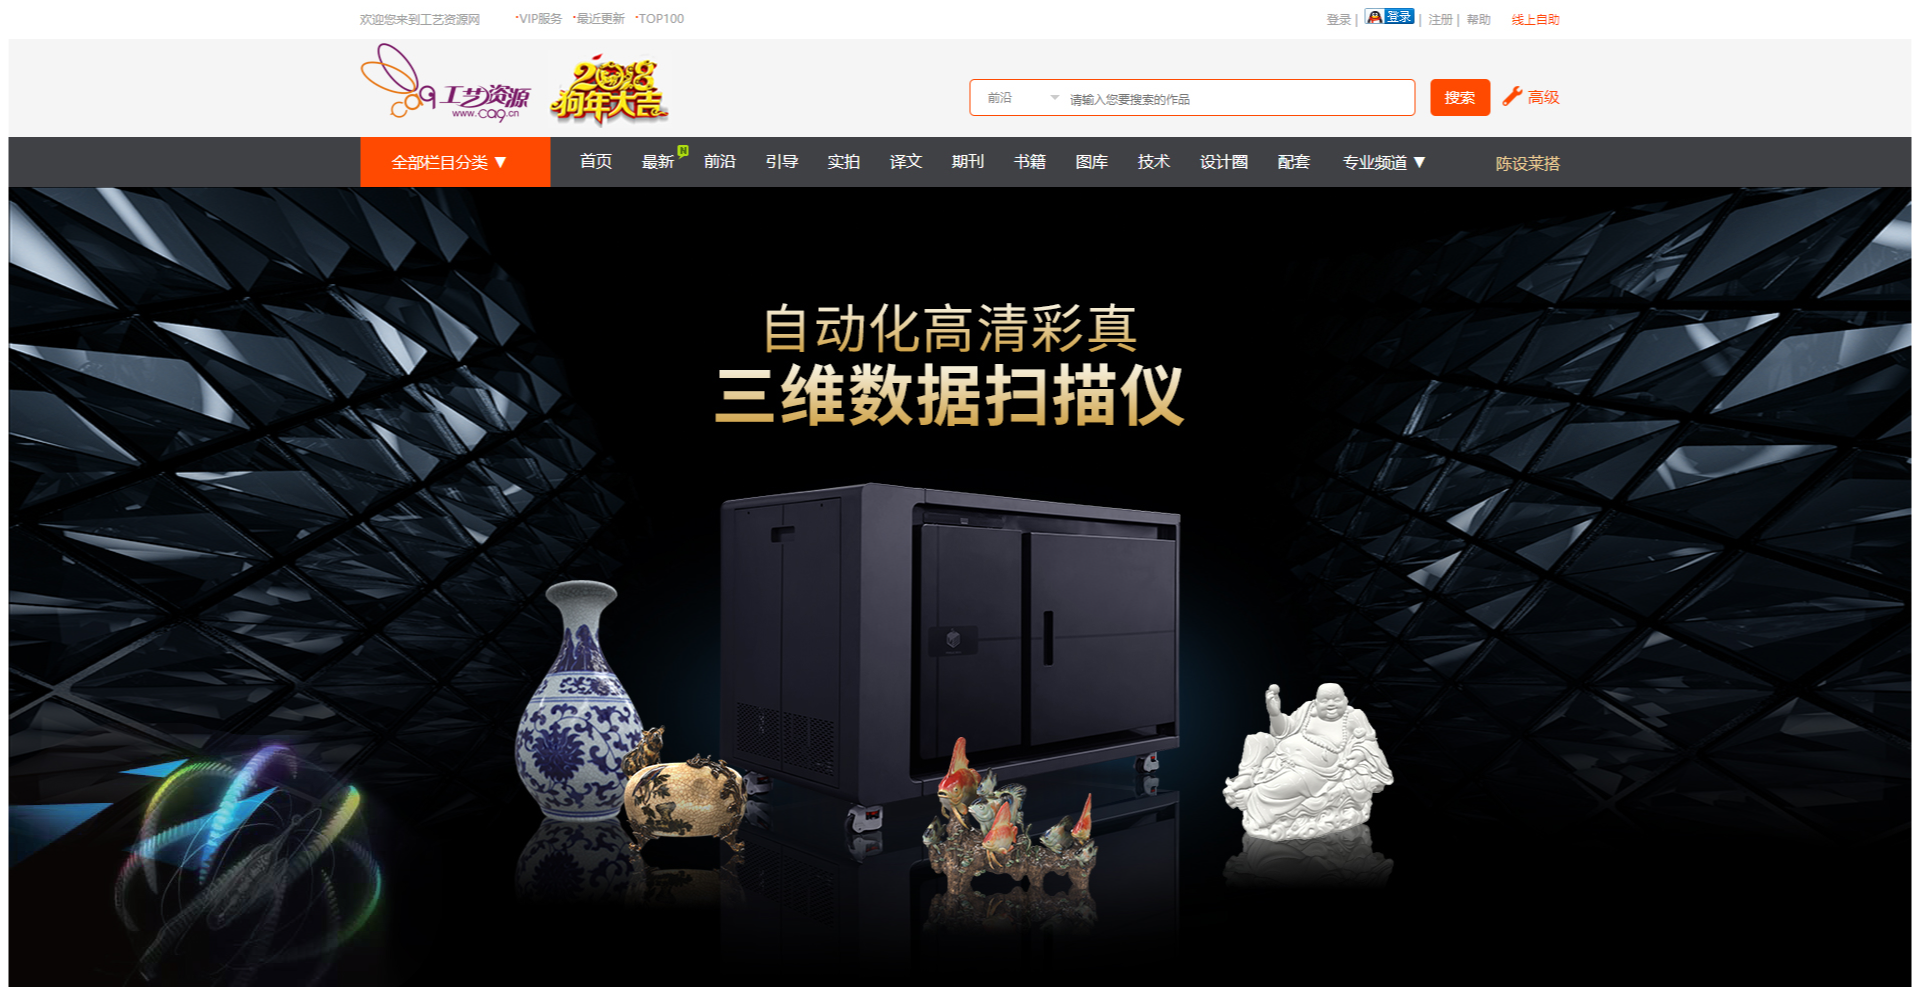 欢迎您来到工艺资源网 VIP服务 最近更新 TOP100
登录 | 登录 | 注册 | 帮助 线上自助
工艺资源
www.cag.cn
2018
狗年大吉
前沿 请输入您要搜索的作品 搜索 高级
全部栏目分类▼ 首页 最新 N 前沿 引导 实拍 译文 期刊 书籍 图库 技术 设计圈 配套 专业频道▼ 陈设莱搭
自动化高清彩真
三维数据扫描仪